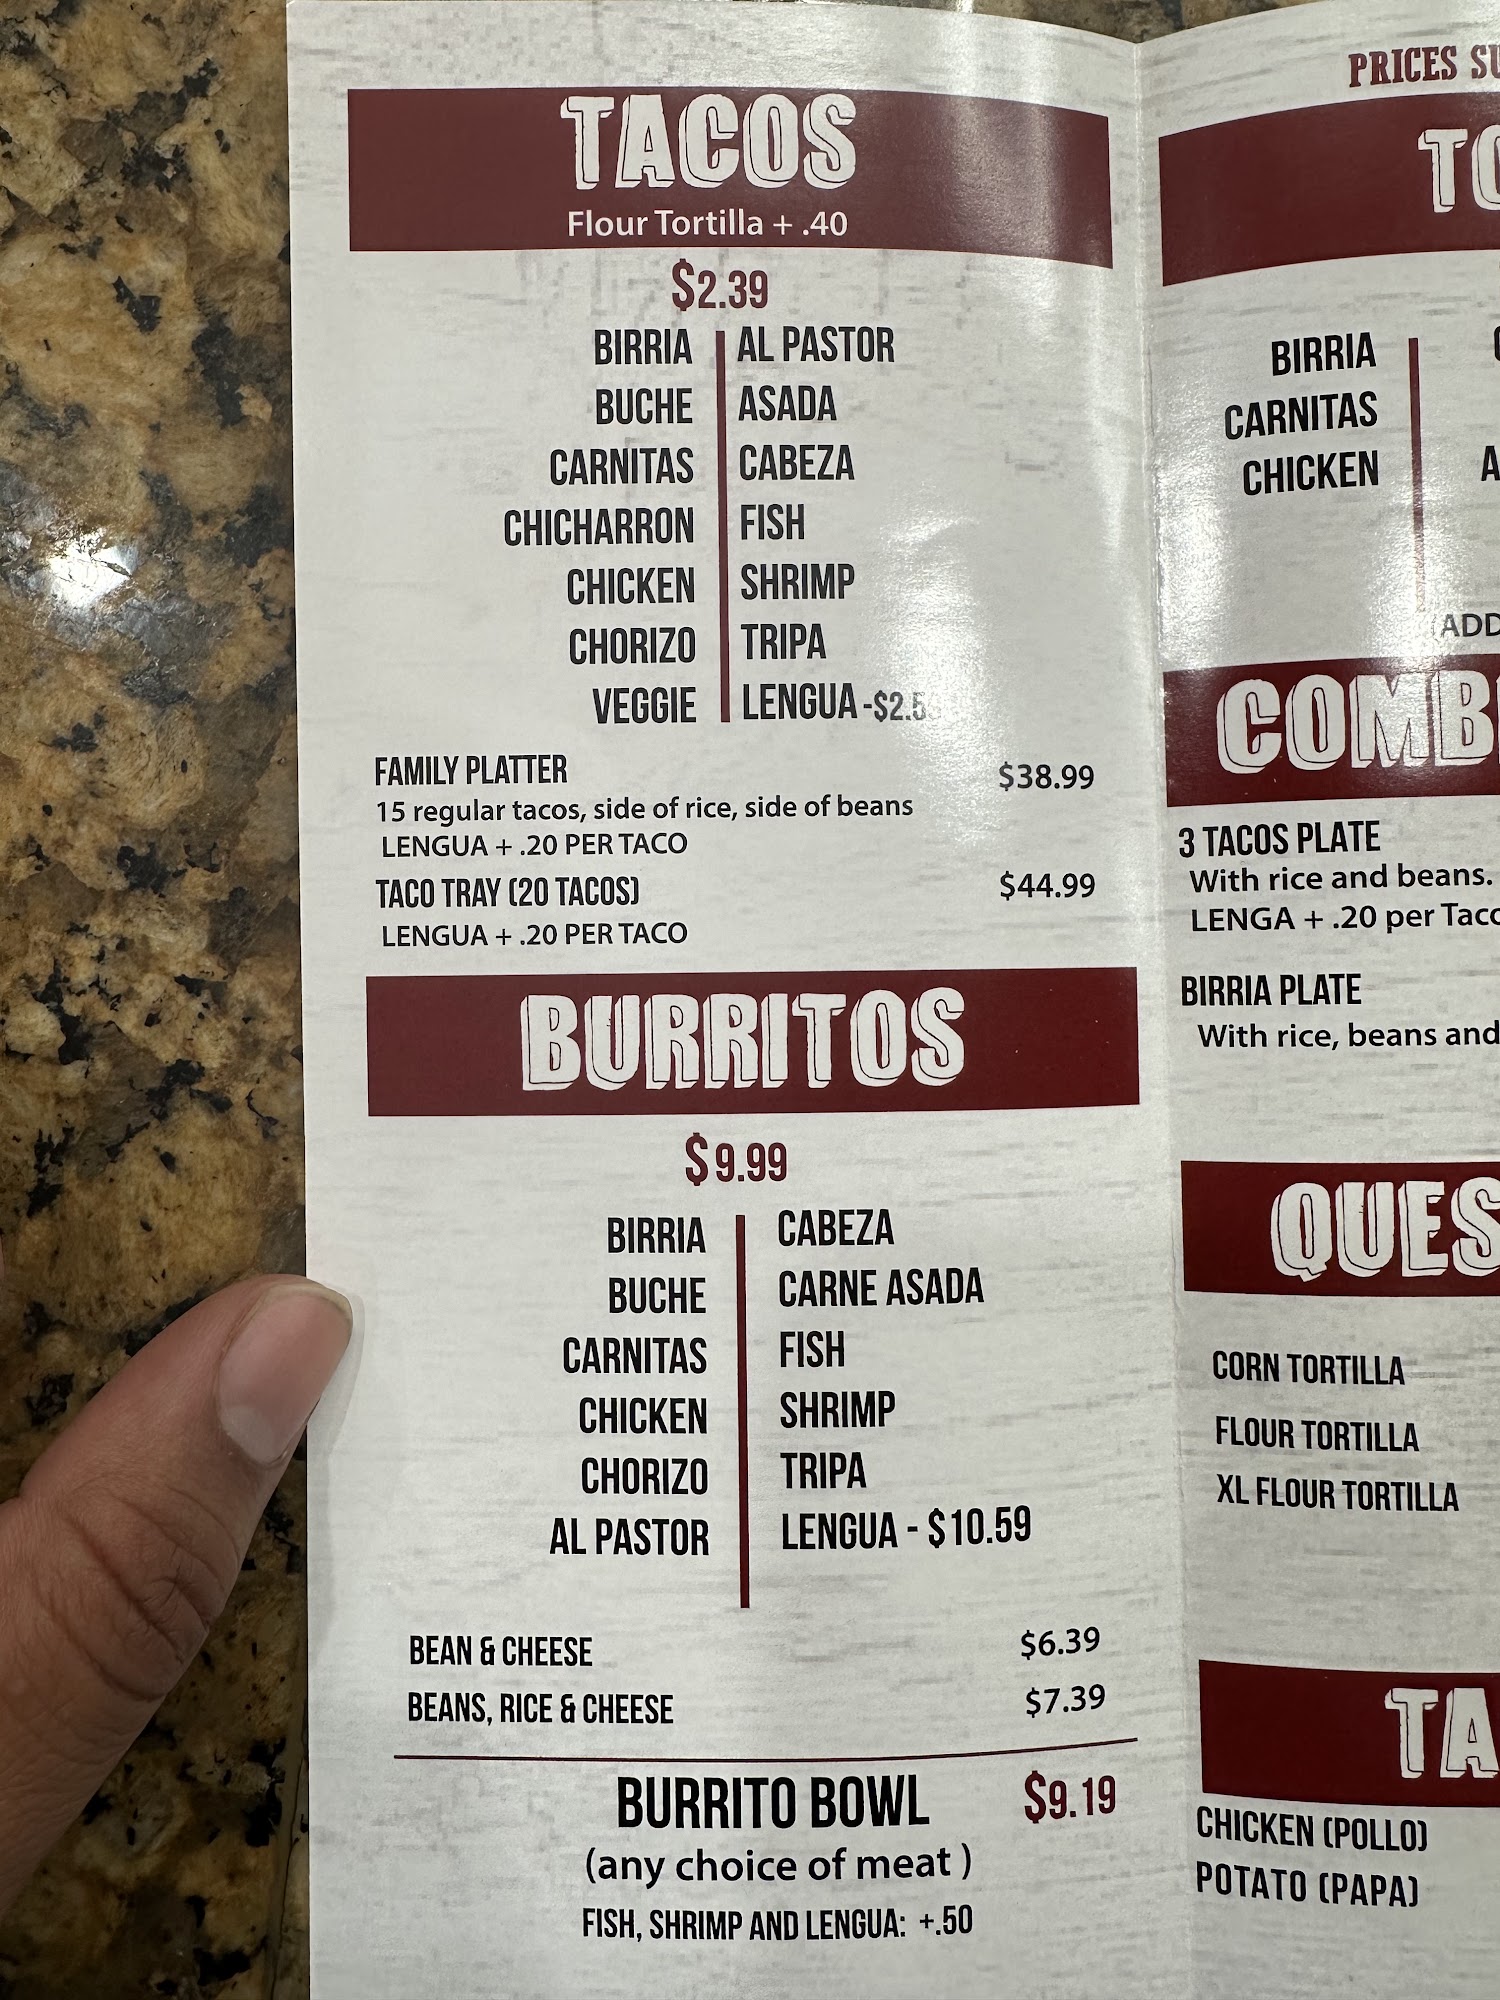 TACOS
Flour Tortilla + .40
$2.39
BIRRIA AL PASTOR
BUCHE ASADA
CARNITAS CABEZA
CHICHARRON FISH
CHICKEN SHRIMP
CHORIZO TRIPA
VEGGIE LENGUA
FAMILY PLATTER $38.99
15 regular tacos, side of rice, side of beans
LENGUA + .20 PER TACO
TACO TRAY (20 TACOS) $44.99
LENGUA + .20 PER TACO
BURRITOS
$9.99
BIRRIA CABEZA
BUCHE CARNE ASADA
CARNITAS FISH
CHICKEN SHRIMP
CHORIZO TRIPA
AL PASTOR LENGUA - $10.59
BEAN & CHEESE $6.39
BEANS, RICE & CHEESE $7.39
BURRITO BOWL $9.19
(any choice of meat )
FISH, SHRIMP AND LENGUA: +.50
PRICES
BIRRIA
CARNITAS
CHICKEN
(ADD
3 TACOS PLATE
With rice and beans.
LENGA + .20 per
BIRRIA PLATE
With rice, beans and
CORN TORTILLA
FLOUR TORTILLA
XL FLOUR TORTILLA
CHICKEN (POLLO)
POTATO (PAPA)